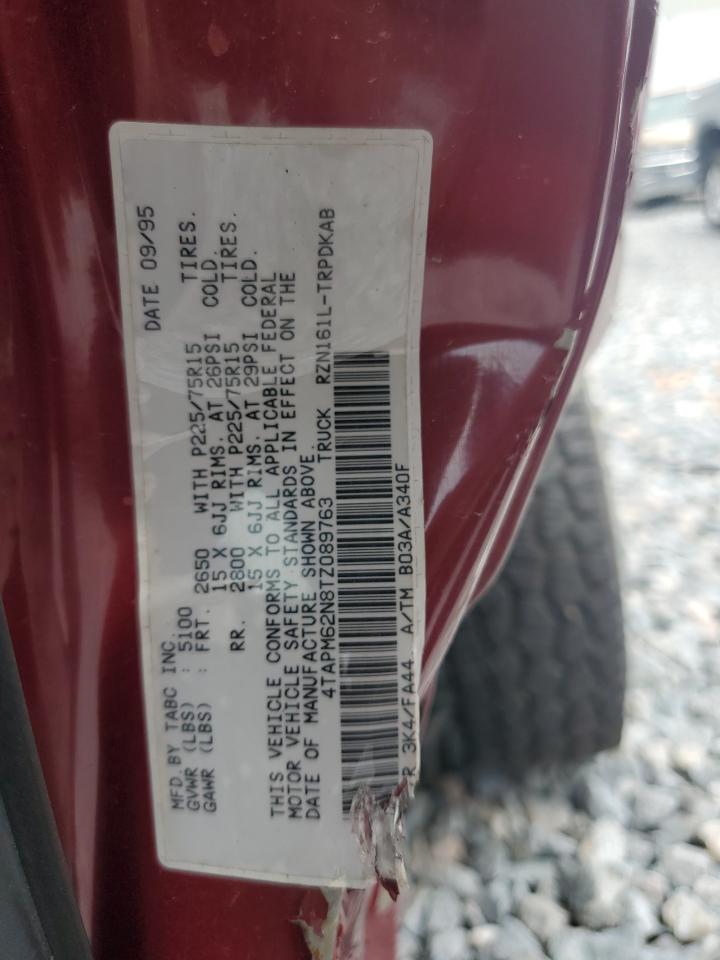 MFD.BY TABC INC. DATE 09/95
GVWR (LBS) : 5100
GAWR (LBS) : FRT. 2650 WITH P225/75R15 TIRES.
15 X 6JJ RIMS. AT 26PSI COLD.
RR. 2800 WITH P225/75R15 TIRES.
15 X 6JJ RIMS. AT 29PSI COLD.
THIS VEHICLE CONFORMS TO ALL APPLICABLE FEDERAL
MOTOR VEHICLE SAFETY STANDARDS IN EFFECT ON THE
DATE OF MANUFACTURE SHOWN ABOVE.
4TAPM62N8TZ089763 TRUCK RZN161L-TRPDKAB
3K4/FA44 A/TM B03A/A340F